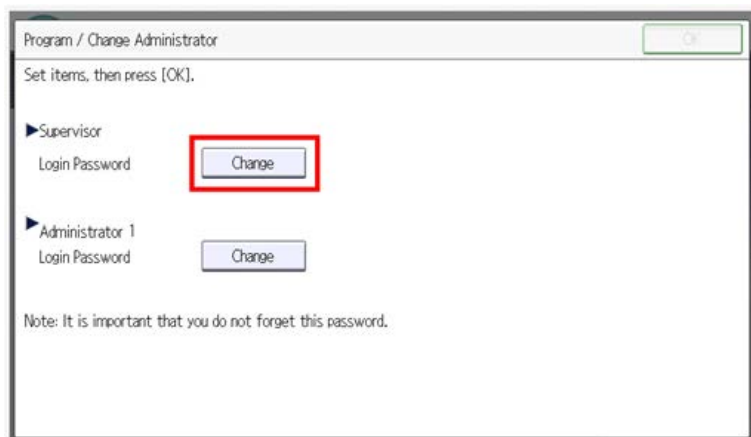 Program / Change Administrator
OK
Set items, then press [OK].
▶Supervisor
Login Password Change
▶Administrator 1
Login Password Change
Note: It is important that you do not forget this password.